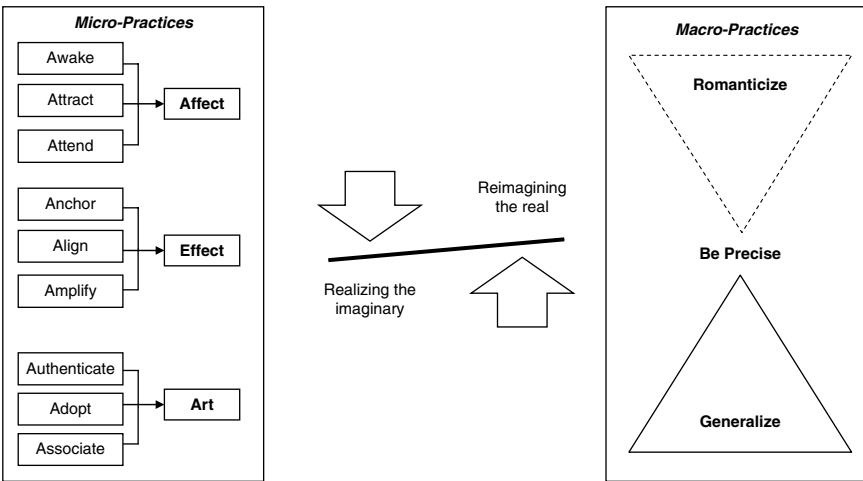 Micro-Practices
Awake
Attract
Attend
Affect
Anchor
Align
Amplify
Effect
Authenticate
Adopt
Associate
Art
Reimagining
the real
Realizing the
imaginary
Macro-Practices
Romanticize
Be Precise
Generalize